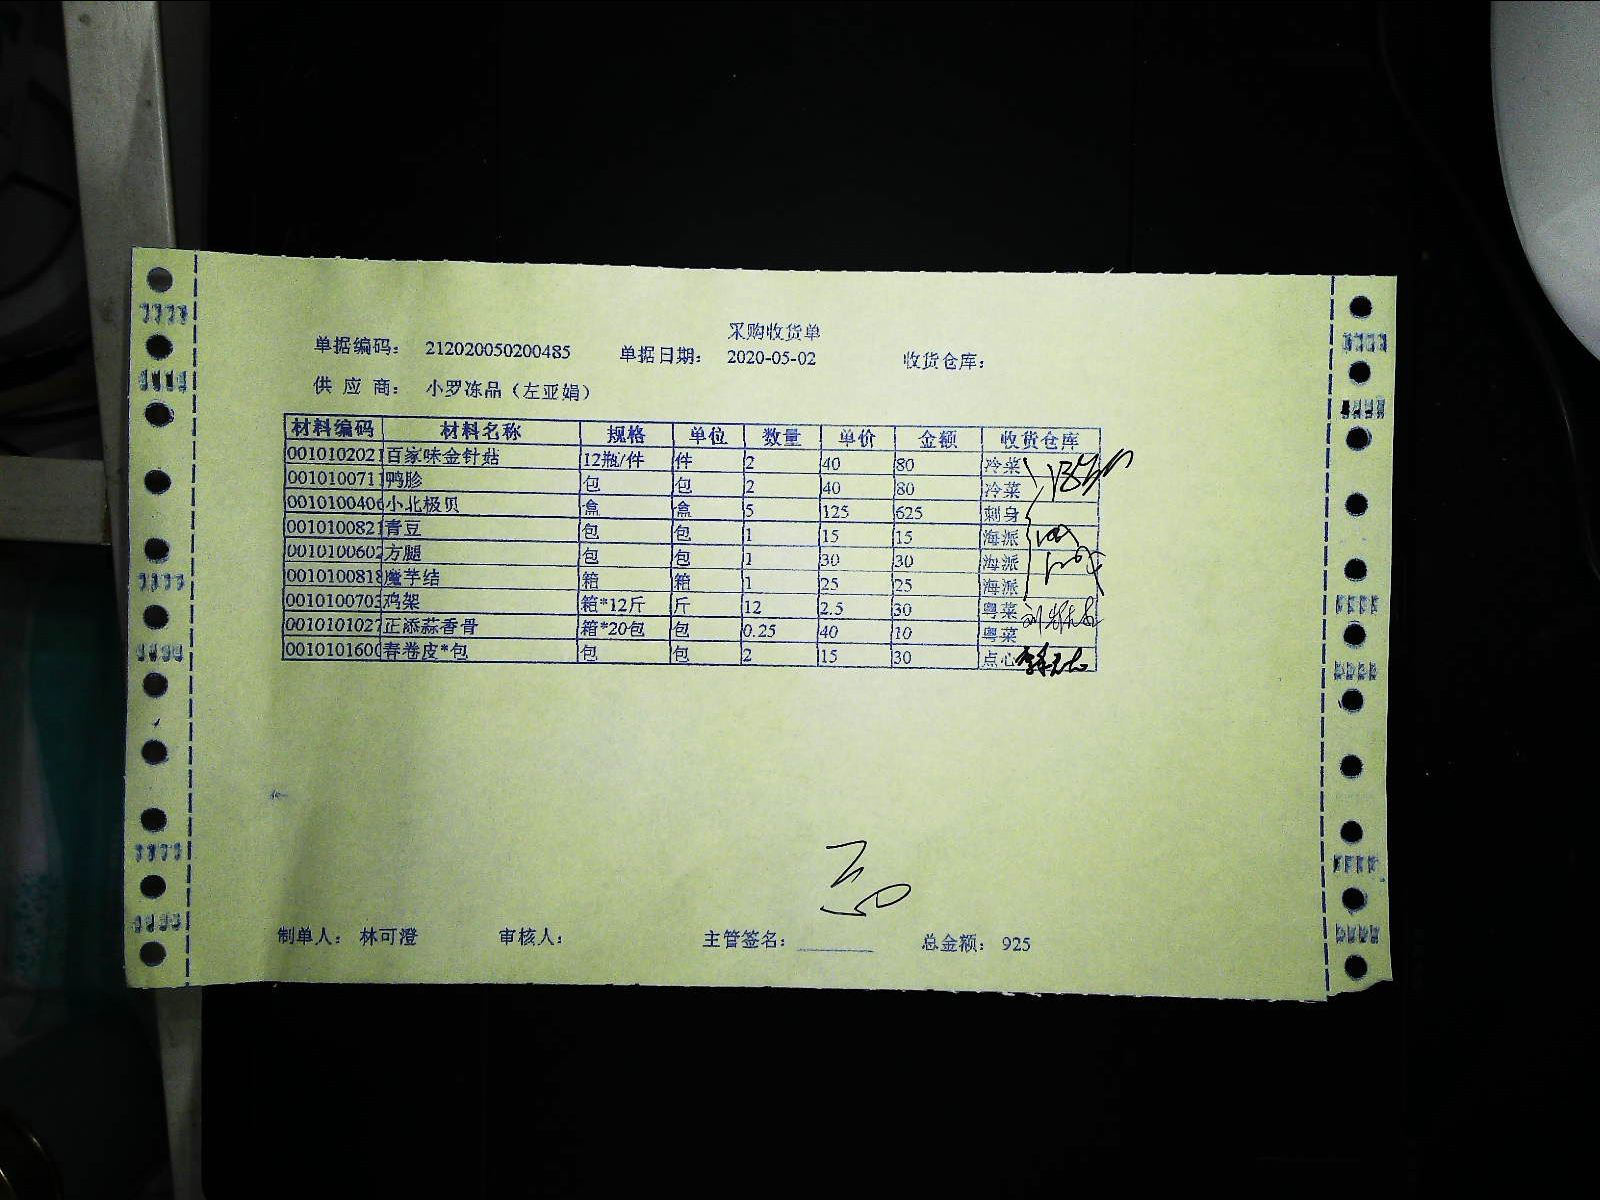 采购收货单
单据编码： 212020050200485 单据日期： 2020-05-02 收货仓库：
供 应 商： 小罗冻品（左亚娟）
材料编码 材料名称 规格 单位 数量 单价 金额 收货仓库
0010102021 百家味金针菇 12瓶/件 件 2 40 80 冷菜
001010071 鸭胗 包 包 2 40 80 冷菜
001010040 小北极贝 盒 盒 5 125 625 刺身
0010100821 青豆 包 包 1 15 15 海派
0010100602 方腿 包 包 1 30 30 海派
0010100818 魔芋结 箱 箱 1 25 25 海派
001010070 鸡架 箱*12斤 斤 12 2.5 30 粤菜
0010101027 正添蒜香骨 箱*20包 包 0.25 40 10 粤菜
001010160 春卷皮*包 包 包 2 15 30 点心
制单人： 林可澄 审核人： 主管签名： 总金额： 925